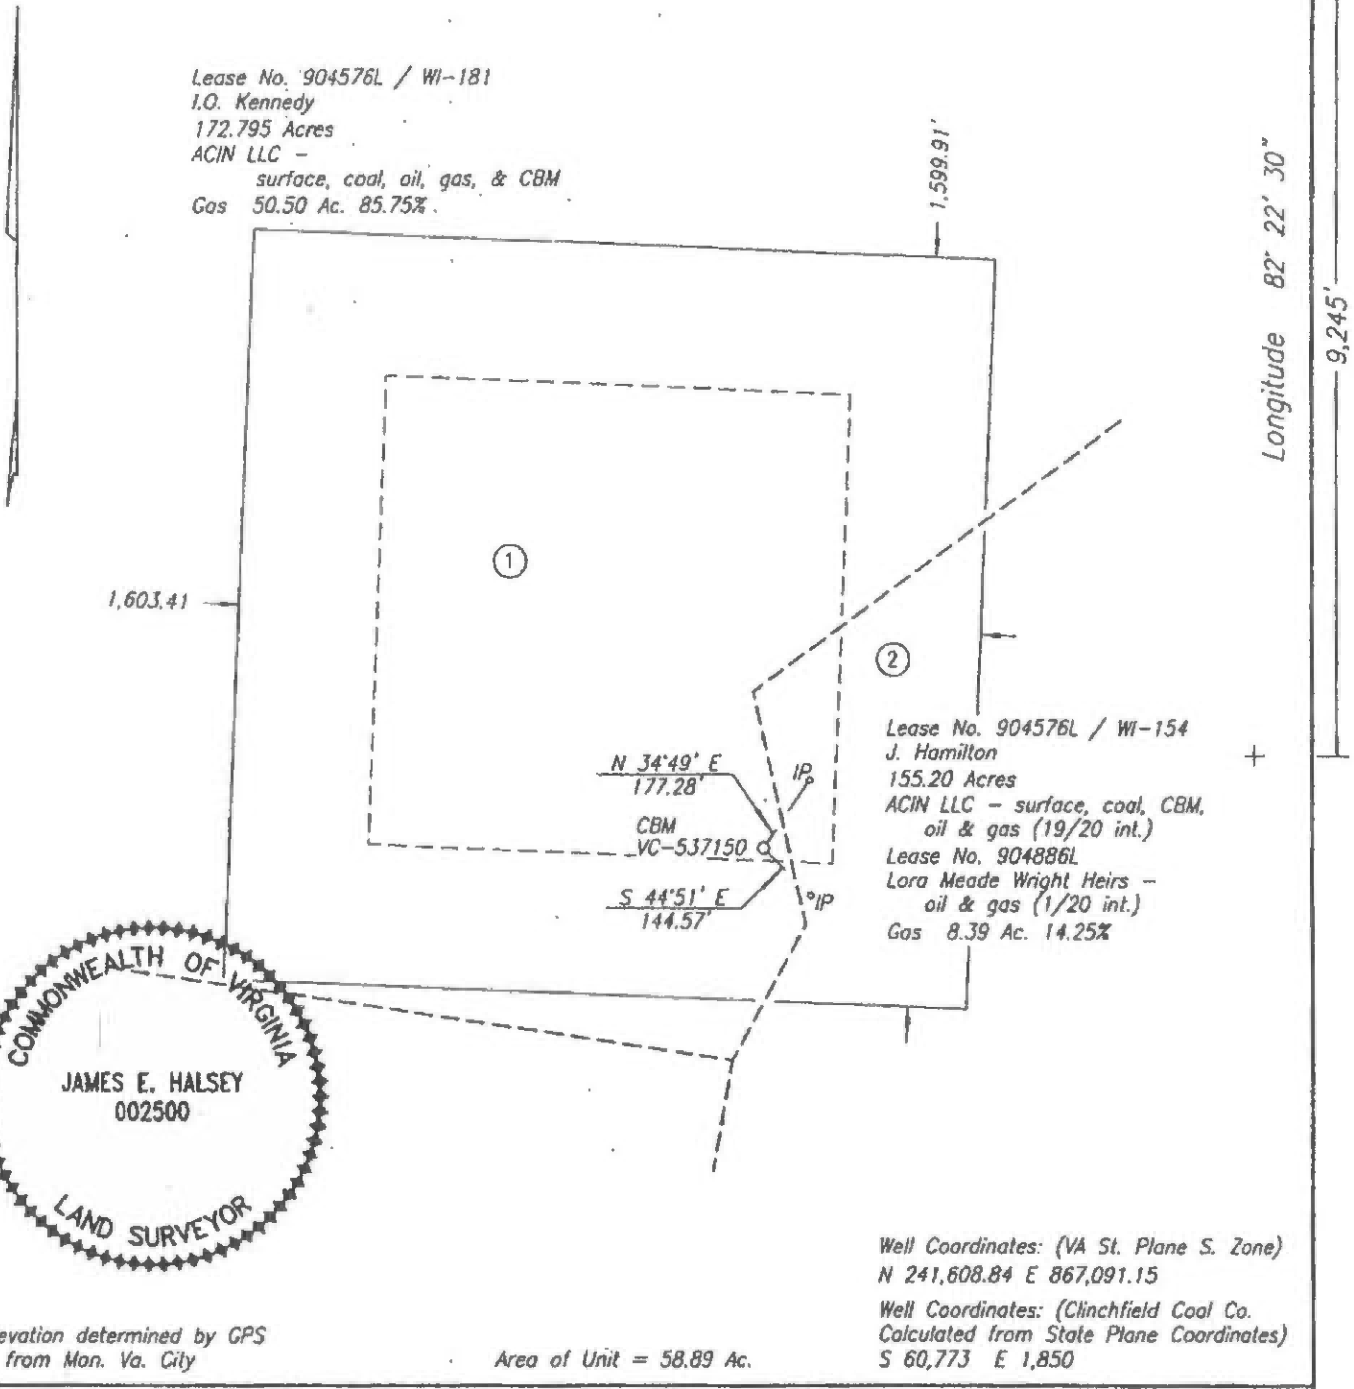 Lease No. 904576L / WI-181
I.O. Kennedy
172.795 Acres
ACIN LLC -
surface, coal, oil, gas, & CBM
Gas 50.50 Ac. 85.75%
1,599.91'
Longitude 82° 22' 30"
9,245'
1
1,603.41
2
Lease No. 904576L / WI-154
J. Hamilton
155.20 Acres
ACIN LLC - surface, coal, CBM,
oil & gas (19/20 int.)
Lease No. 904886L
Lora Meade Wright Heirs -
oil & gas (1/20 int.)
Gas 8.39 Ac. 14.25%
N 34°49' E
177.28'
IP
CBM
VC-537150
S 44°51' E
144.57'
IP
COMMONWEALTH OF VIRGINIA
JAMES E. HALSEY
002500
LAND SURVEYOR
Well Coordinates: (VA St. Plane S. Zone)
N 241,608.84 E 867,091.15
Well Coordinates: (Clinchfield Coal Co.
Calculated from State Plane Coordinates)
S 60,773 E 1,850
evation determined by GPS
from Mon. Va. City
Area of Unit = 58.89 Ac.